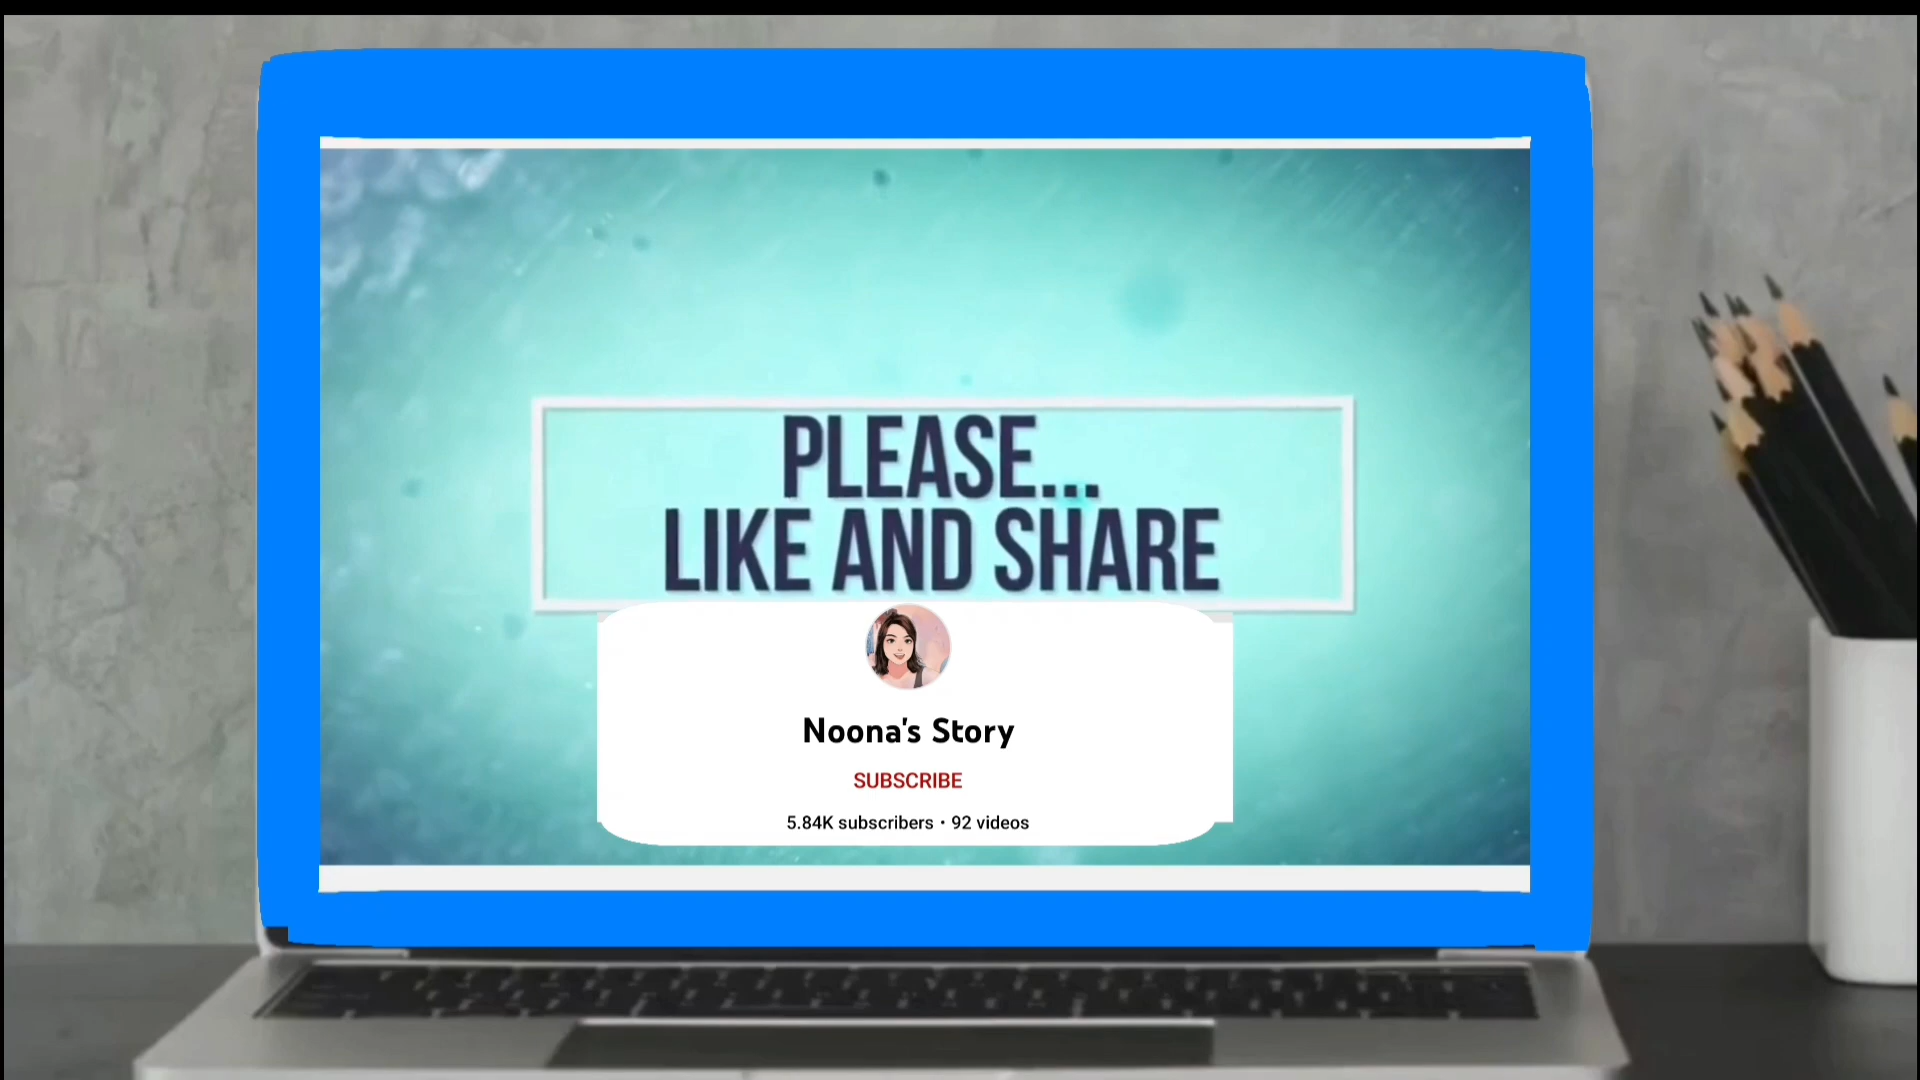 PLEASE...
LIKE AND SHARE
Noona's Story
SUBSCRIBE
5.84K subscribers • 92 videos